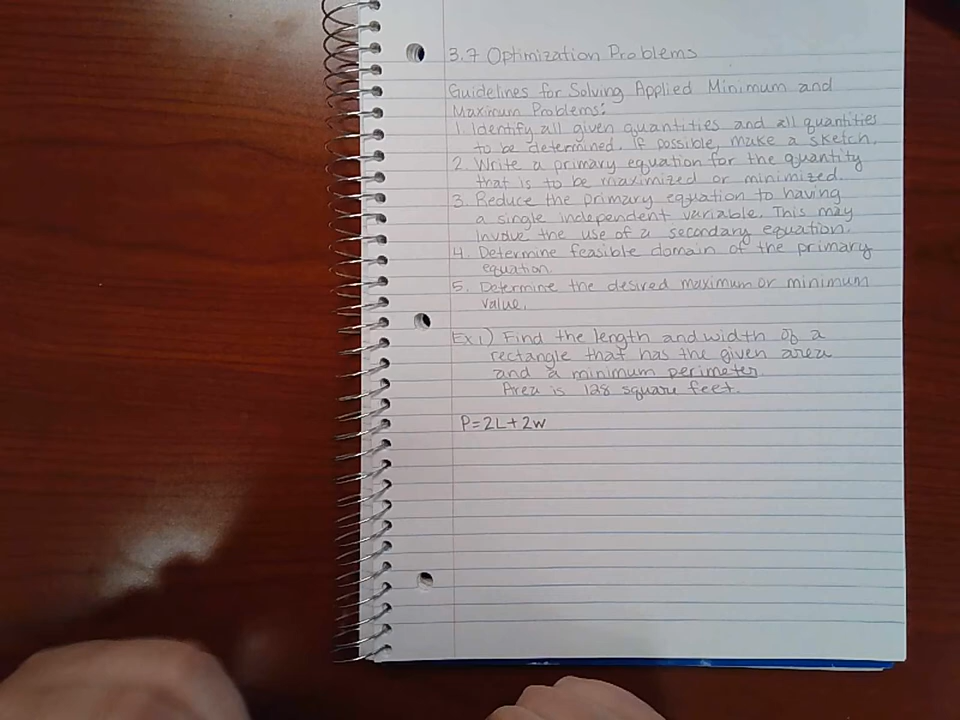 3.7 Optimization Problems
Guidelines for Solving Applied Minimum and
Maximum Problems:
1. Identify all given quantities and all quantities
to be determined. If possible, make a sketch.
2. Write a primary equation for the quantity
that is to be maximized or minimized.
3. Reduce the primary equation to having
a single independent variable. This may
involve the use of a secondary equation.
4. Determine feasible domain of the primary
equation.
5. Determine the desired maximum or minimum
value.
Ex1) Find the length and width of a
rectangle that has the given area
and a minimum perimeter
Area is 128 square feet.
P=2L+2W